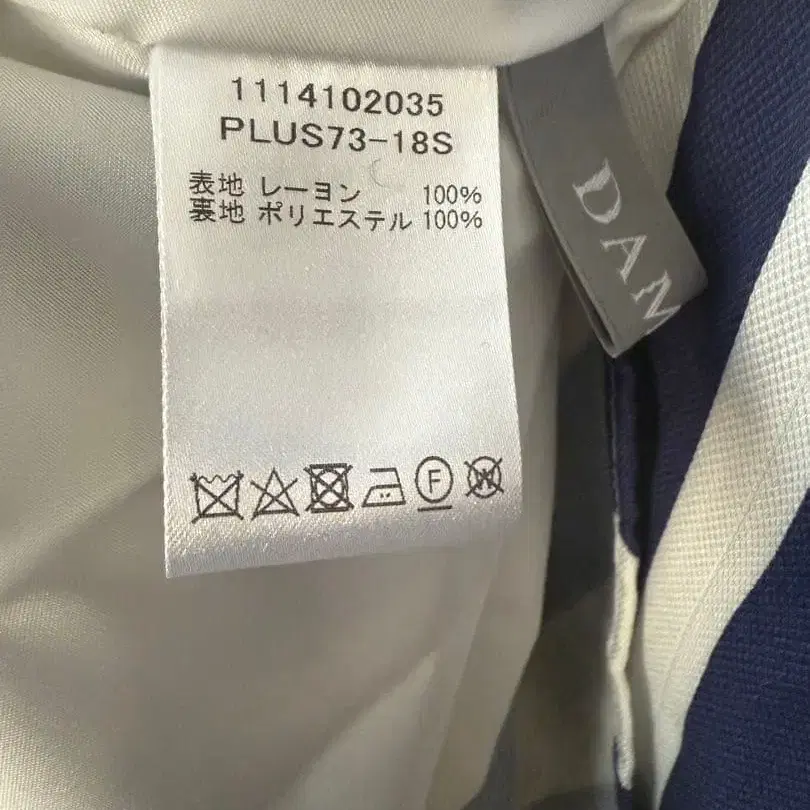 1114102035
PLUS73-18S
表地 レーヨン 100%
裏地 ポリエステル 100%
F
W
DAM